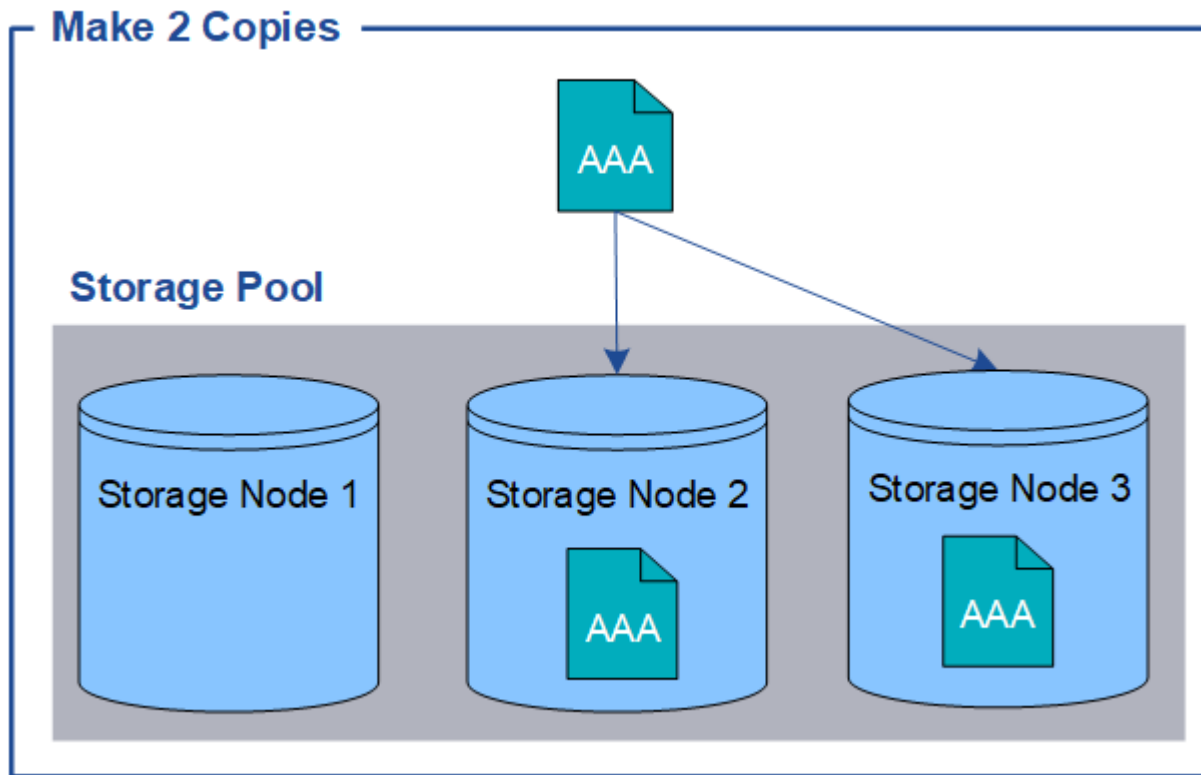 Make 2 Copies
AAA
Storage Pool
Storage Node 1
Storage Node 2
Storage Node 3
AAA
AAA